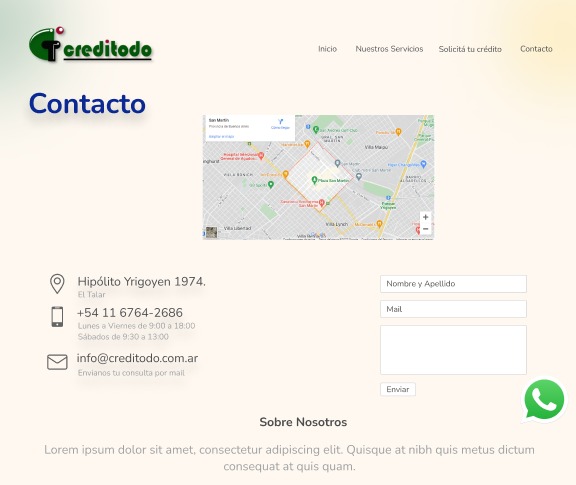 creditodo
Inicio
Nuestros Servicios
Solicitá tu crédito
Contacto
Contacto
San Martín
Provincia de Buenos Aires
Cómo llegar
Ampliar el mapa
Villa Maipú
Plaza San Martín
Villa Lynch
Villa Libertad
Hipólito Yrigoyen 1974.
El Talar
+54 11 6764-2686
Lunes a Viernes de 9:00 a 18:00
Sábados de 9:30 a 13:00
info@creditodo.com.ar
Envianos tu consulta por mail
Nombre y Apellido
Mail
Enviar
Sobre Nosotros
Lorem ipsum dolor sit amet, consectetur adipiscing elit. Quisque at nibh quis metus dictum
consequat at quis quam.